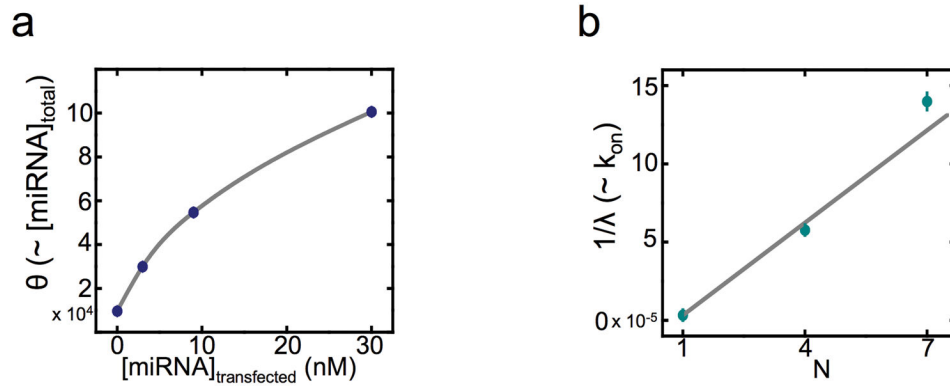 a
θ (~ [miRNA]total)
10
8
6
4
2
x 10⁴
0 10 20 30
[miRNA]transfected (nM)
b
1/λ (~ kon)
15
10
5
0 x 10⁻⁵
1 4 7
N